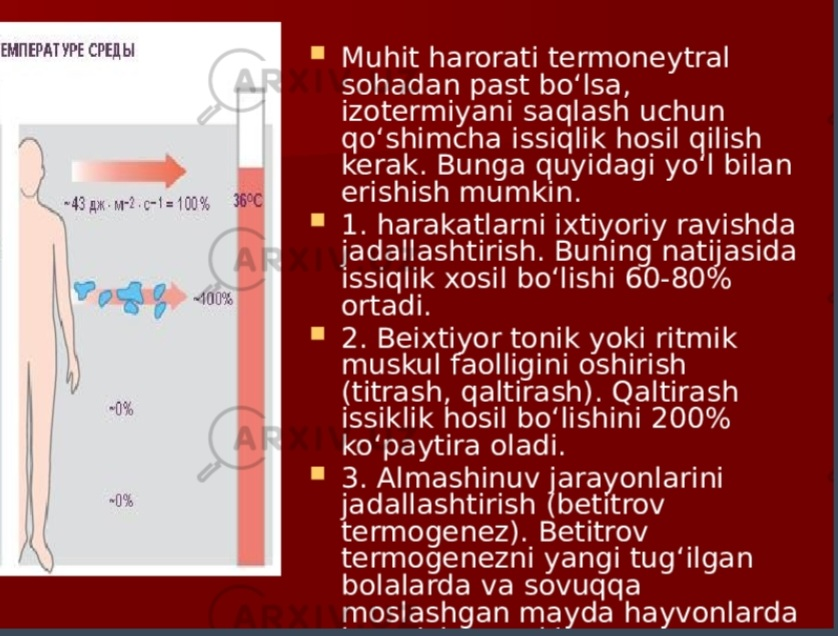 ЕМПЕРАТУРЕ СРЕДЫ
~43 дж · м–2 · с–1 = 100%
36ºC
~100%
~0%
~0%
Muhit harorati termoneytral
sohadan past bo‘lsa,
izotermiyani saqlash uchun
qo‘shimcha issiqlik hosil qilish
kerak. Bunga quyidagi yo‘l bilan
erishish mumkin.
1. harakatlarni ixtiyoriy ravishda
jadallashtirish. Buning natijasida
issiqlik xosil bo‘lishi 60-80%
ortadi.
2. Beixtiyor tonik yoki ritmik
muskul faolligini oshirish
(titrash, qaltirash). Qaltirash
issiklik hosil bo‘lishini 200%
ko‘paytira oladi.
3. Almashinuv jarayonlarini
jadallashtirish (betitrov
termogenez). Betitrov
termogenezni yangi tug‘ilgan
bolalarda va sovuqqa
moslashgan mayda hayvonlarda